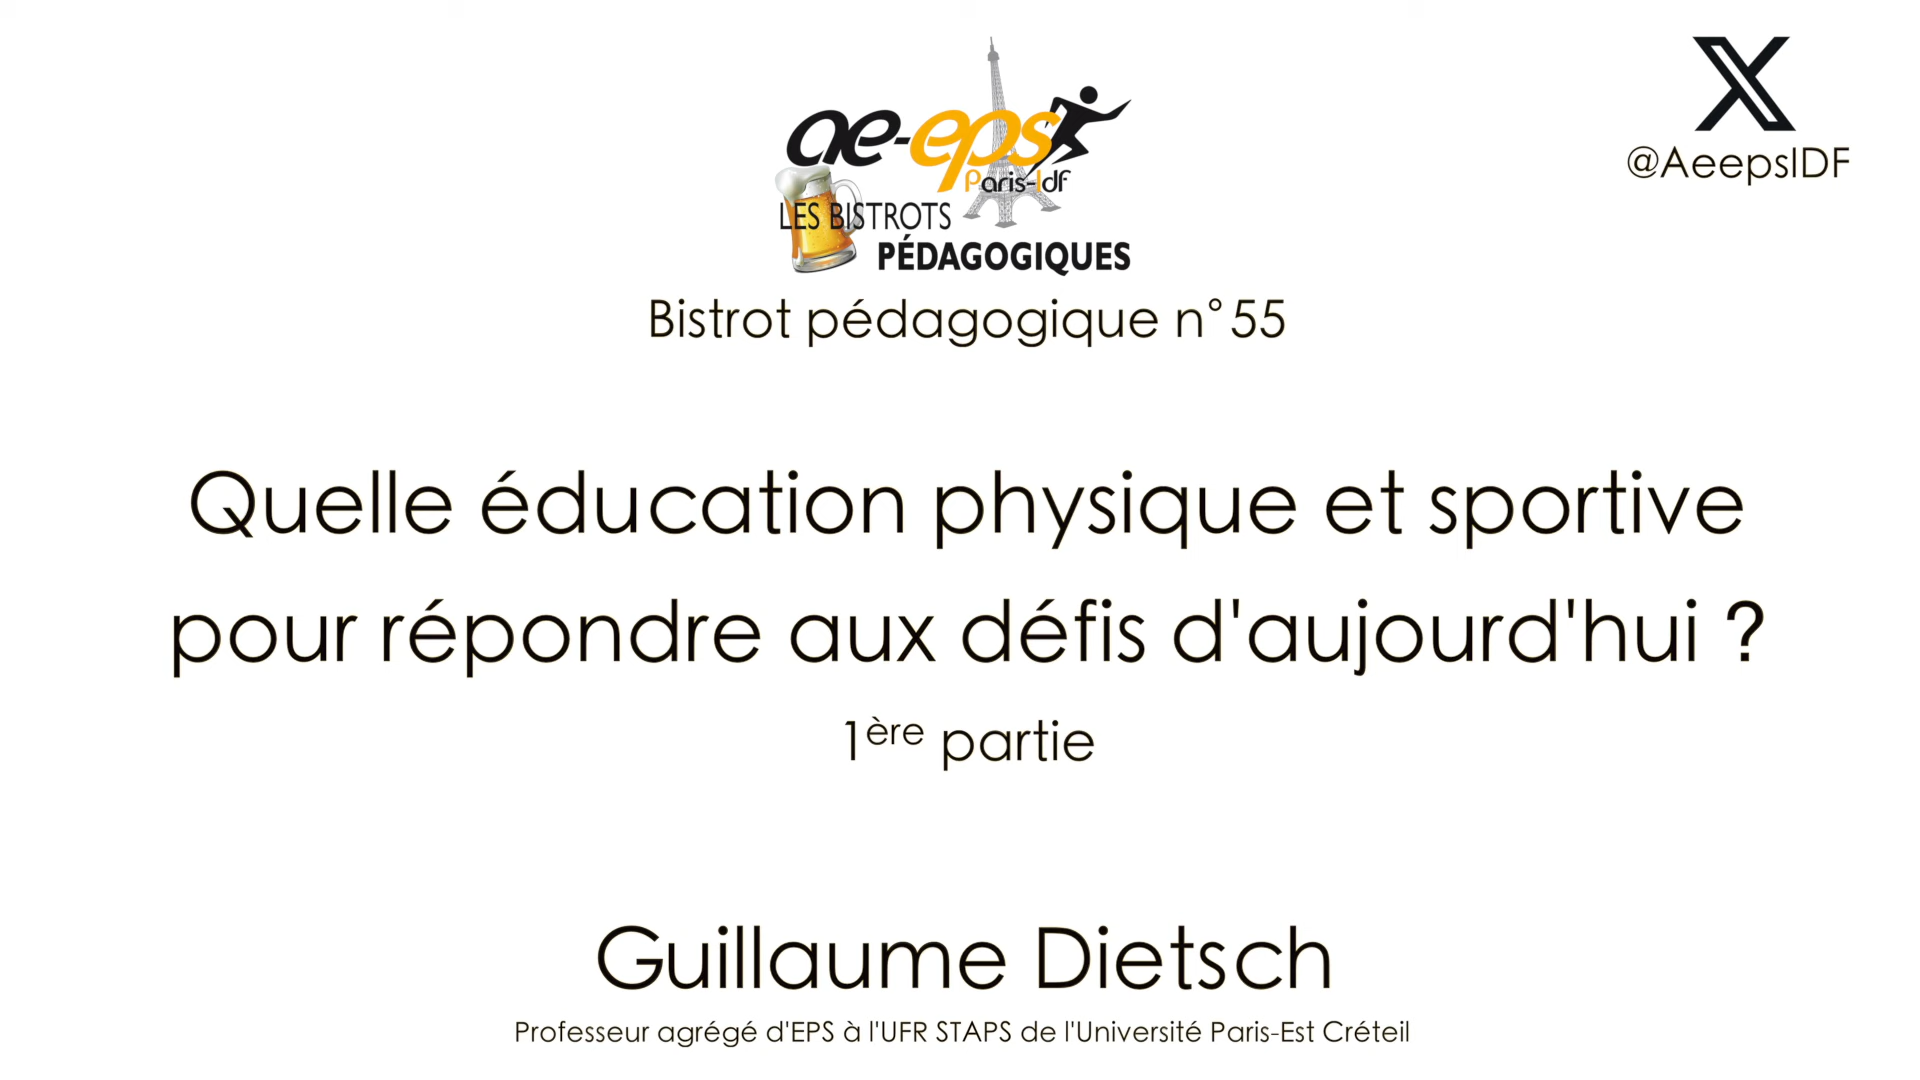 ae-eps
Paris-Idf
LES BISTROTS
PÉDAGOGIQUES
@AeepsIDF
Bistrot pédagogique n°55
Quelle éducation physique et sportive
pour répondre aux défis d'aujourd'hui ?
1ère partie
Guillaume Dietsch
Professeur agrégé d'EPS à l'UFR STAPS de l'Université Paris-Est Créteil